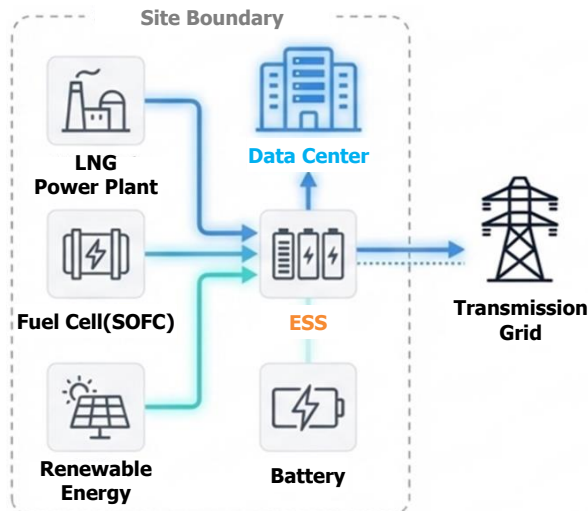 Site Boundary
LNG
Power Plant
Data Center
Fuel Cell(SOFC)
ESS
Transmission
Grid
Renewable
Energy
Battery